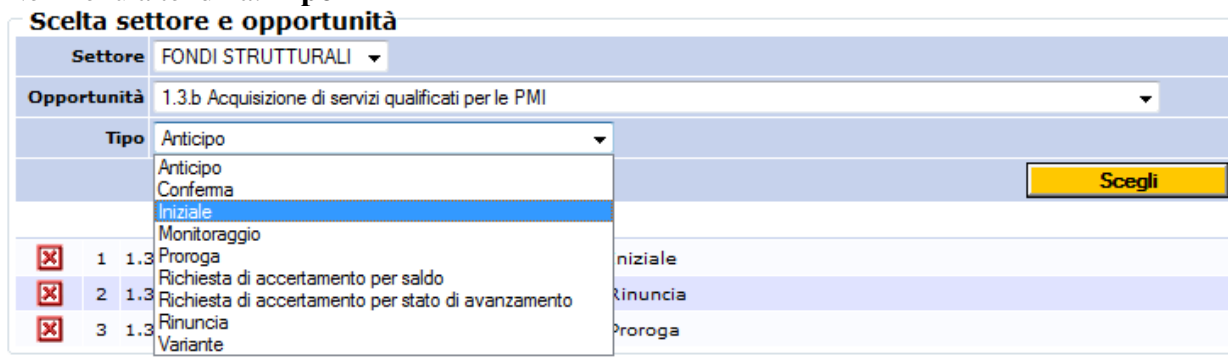 Scelta settore e opportunità
Settore FONDI STRUTTURALI
Opportunità 1.3.b Acquisizione di servizi qualificati per le PMI
Tipo Anticipo
Anticipo
Conferma
Scegli
Iniziale
Monitoraggio
Proroga
Richiesta di accertamento per saldo
Richiesta di accertamento per stato di avanzamento
Rinuncia
Variante
1 1.3 niziale
2 1.3 Rinuncia
3 1.3 Proroga